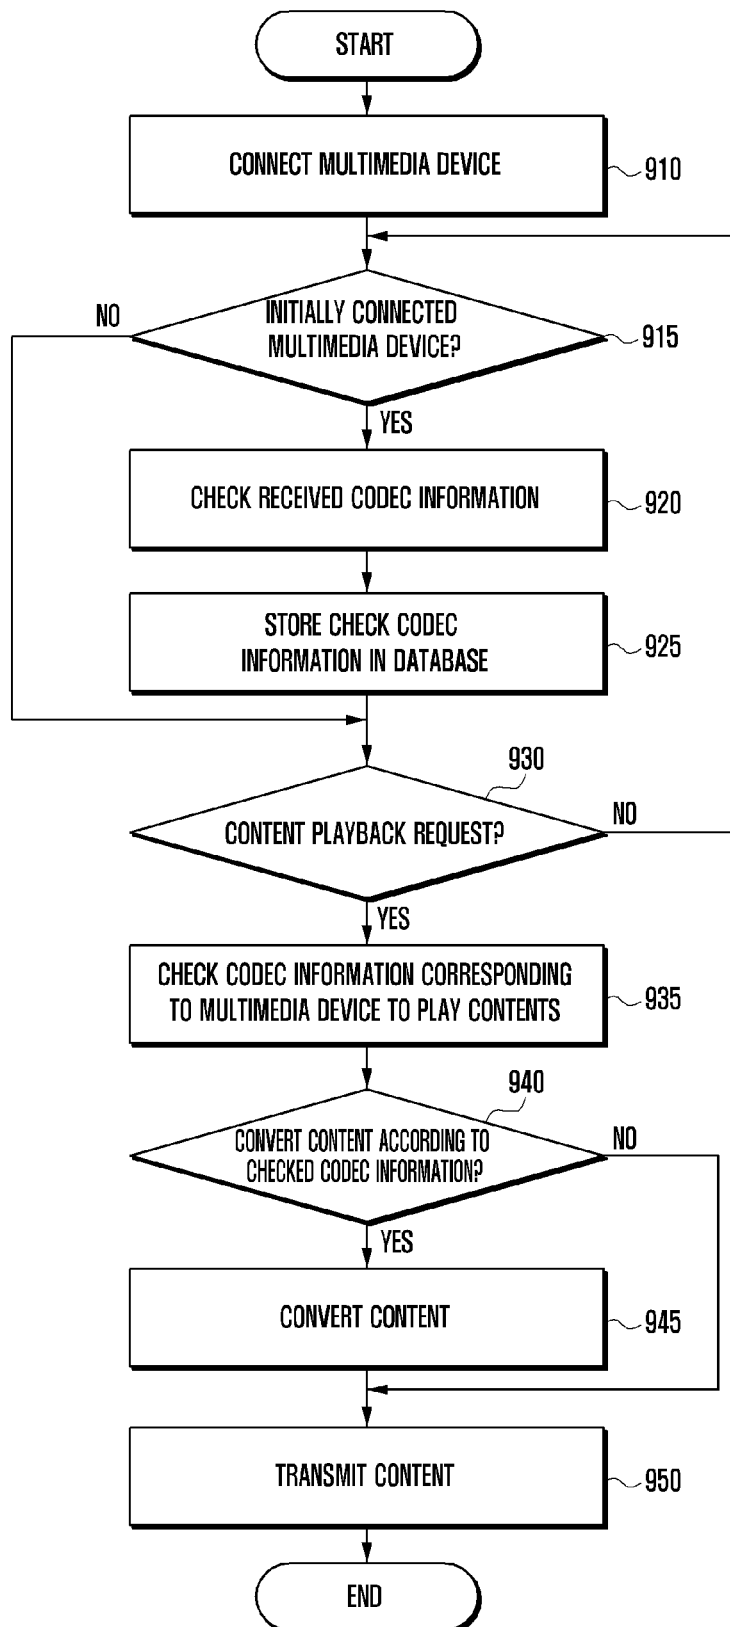 START
CONNECT MULTIMEDIA DEVICE
910
INITIALLY CONNECTED
MULTIMEDIA DEVICE?
915
NO
YES
CHECK RECEIVED CODEC INFORMATION
920
STORE CHECK CODEC
INFORMATION IN DATABASE
925
930
CONTENT PLAYBACK REQUEST?
NO
YES
CHECK CODEC INFORMATION CORRESPONDING
TO MULTIMEDIA DEVICE TO PLAY CONTENTS
935
940
CONVERT CONTENT ACCORDING TO
CHECKED CODEC INFORMATION?
NO
YES
CONVERT CONTENT
945
TRANSMIT CONTENT
950
END